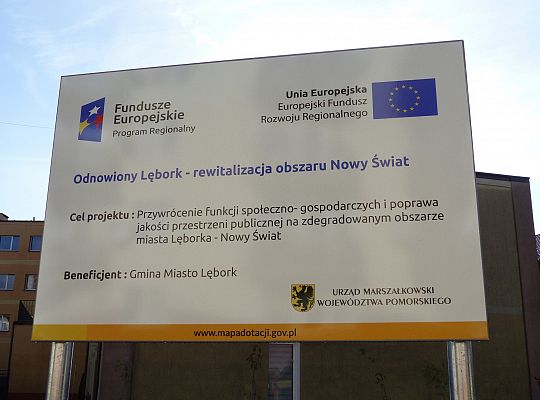 Fundusze
Europejskie
Program Regionalny
Unia Europejska
Europejski Fundusz
Rozwoju Regionalnego
Odnowiony Lębork - rewitalizacja obszaru Nowy Świat
Cel projektu : Przywrócenie funkcji społeczno- gospodarczych i poprawa
jakości przestrzeni publicznej na zdegradowanym obszarze
miasta Lęborka - Nowy Świat
Beneficjent : Gmina Miasto Lębork
URZĄD MARSZAŁKOWSKI
WOJEWÓDZTWA POMORSKIEGO
www.mapadotacji.gov.pl